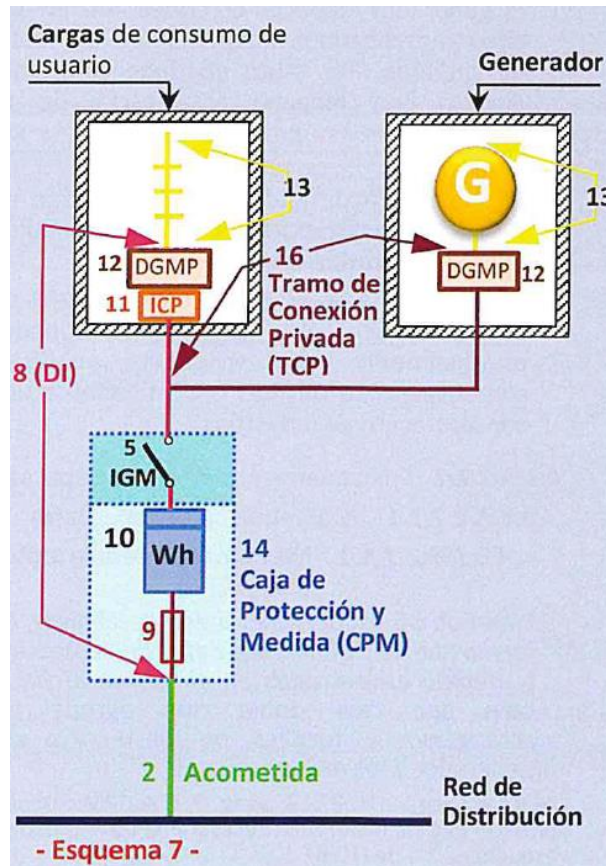 Cargas de consumo de
usuario
Generador
G
13
13
12
DGMP
11
ICP
16
Tramo de
Conexión
Privada
(TCP)
DGMP
12
8 (DI)
5
IGM
10
Wh
9
14
Caja de
Protección y
Medida (CPM)
2 Acometida
Red de
Distribución
- Esquema 7 -